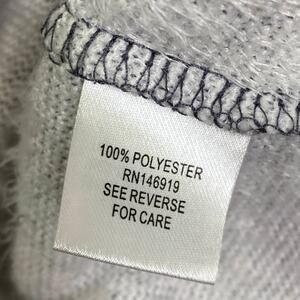 100% POLYESTER
RN146919
SEE REVERSE
FOR CARE